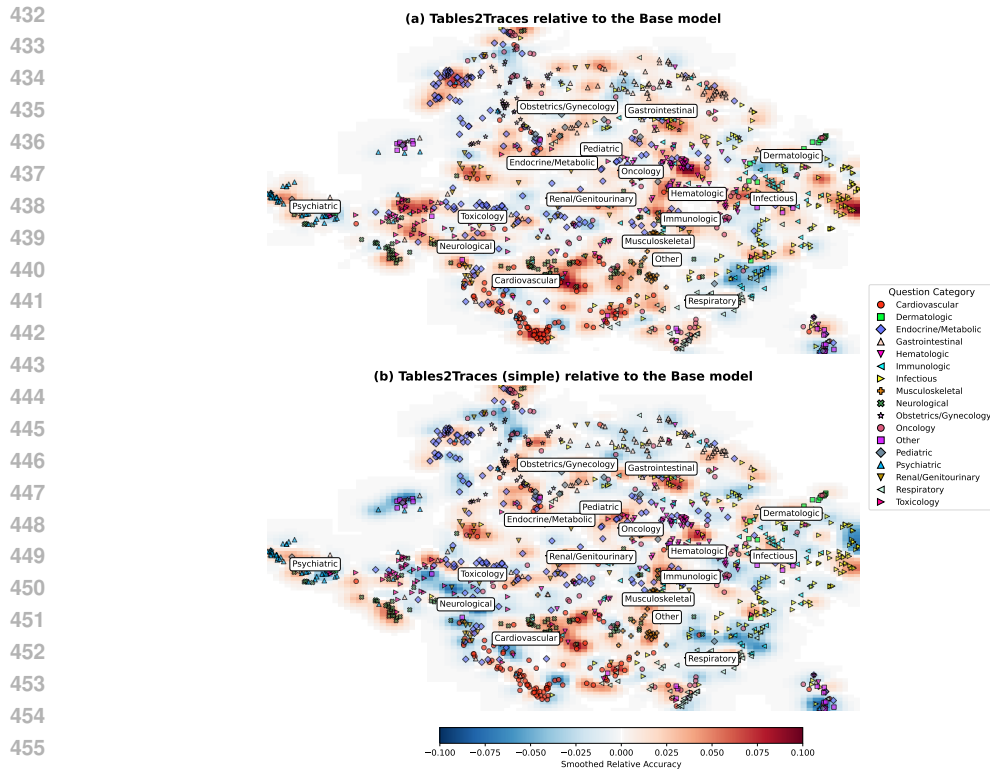 432
433
434
435
436
437
438
439
440
441
442
443
444
445
446
447
448
449
450
451
452
453
454
455
(a) Tables2Traces relative to the Base model
Obstetrics/Gynecology
Gastrointestinal
Pediatric
Dermatologic
Endocrine/Metabolic
Oncology
Hematologic
Renal/Genitourinary
Infectious
Psychiatric
Toxicology
Immunologic
Neurological
Musculoskeletal
Other
Cardiovascular
Respiratory
(b) Tables2Traces (simple) relative to the Base model
Obstetrics/Gynecology
Gastrointestinal
Pediatric
Dermatologic
Endocrine/Metabolic
Oncology
Hematologic
Renal/Genitourinary
Infectious
Psychiatric
Toxicology
Immunologic
Neurological
Musculoskeletal
Other
Cardiovascular
Respiratory
Question Category
Cardiovascular
Dermatologic
Endocrine/Metabolic
Gastrointestinal
Hematologic
Immunologic
Infectious
Musculoskeletal
Neurological
Obstetrics/Gynecology
Oncology
Other
Pediatric
Psychiatric
Renal/Genitourinary
Respiratory
Toxicology
−0.100 −0.075 −0.050 −0.025 0.000 0.025 0.050 0.075 0.100
Smoothed Relative Accuracy